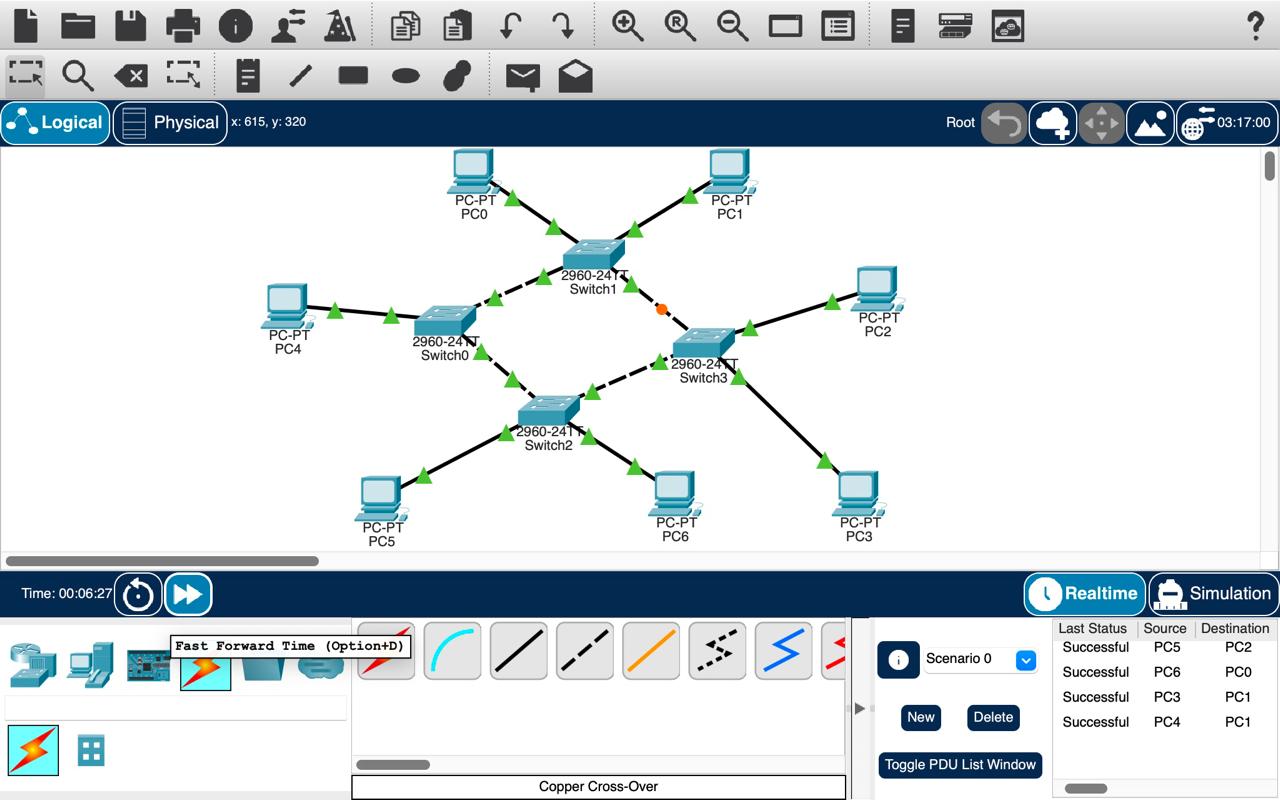 Logical
Physical
x: 615, y: 320
Root
03:17:00
PC-PT
PC0
PC-PT
PC1
2960-24TT
Switch1
PC-PT
PC4
PC-PT
PC2
2960-24TT
Switch0
2960-24TT
Switch3
2960-24TT
Switch2
PC-PT
PC5
PC-PT
PC6
PC-PT
PC3
Time: 00:06:27
Realtime
Simulation
Fast Forward Time (Option+D)
Scenario 0
New
Delete
Toggle PDU List Window
Last Status Source Destination
Successful PC5 PC2
Successful PC6 PC0
Successful PC3 PC1
Successful PC4 PC1
Copper Cross-Over